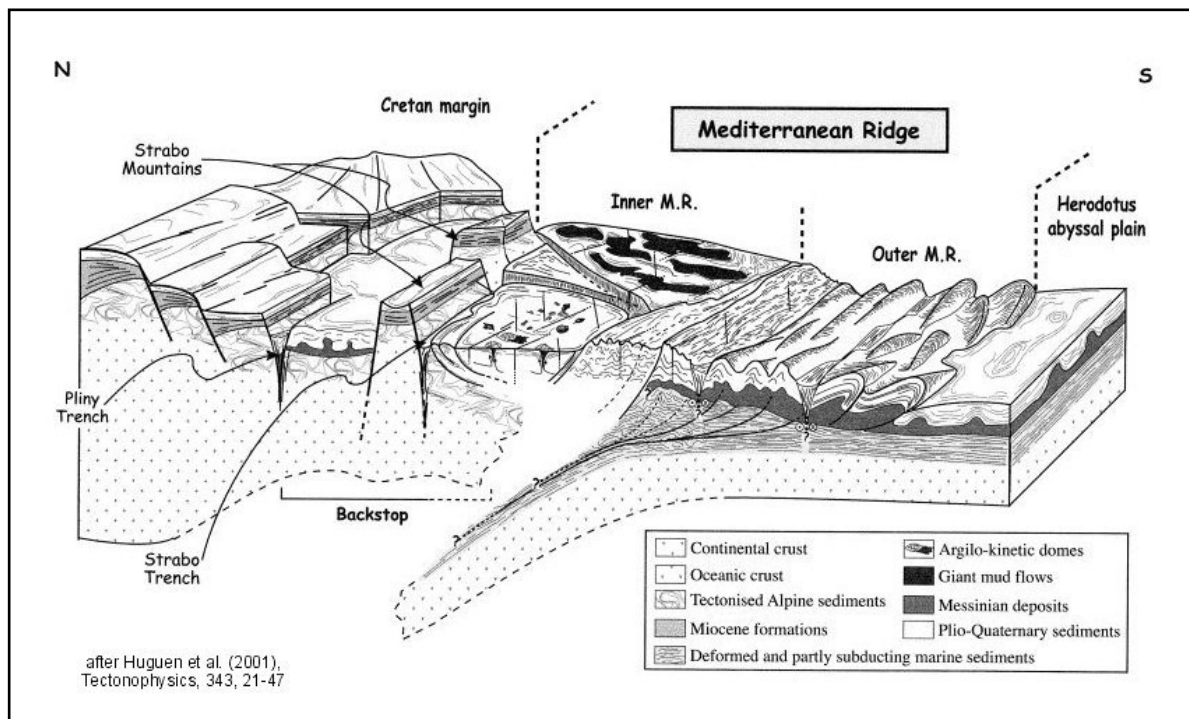 N
S
Cretan margin
Mediterranean Ridge
Strabo
Mountains
Inner M.R.
Herodotus
abyssal plain
Outer M.R.
Pliny
Trench
Backstop
Strabo
Trench
?
?
?
?
?
Continental crust
Oceanic crust
Tectonised Alpine sediments
Miocene formations
Deformed and partly subducting marine sediments
Argilo-kinetic domes
Giant mud flows
Messinian deposits
Plio-Quaternary sediments
after Huguen et al. (2001),
Tectonophysics, 343, 21-47